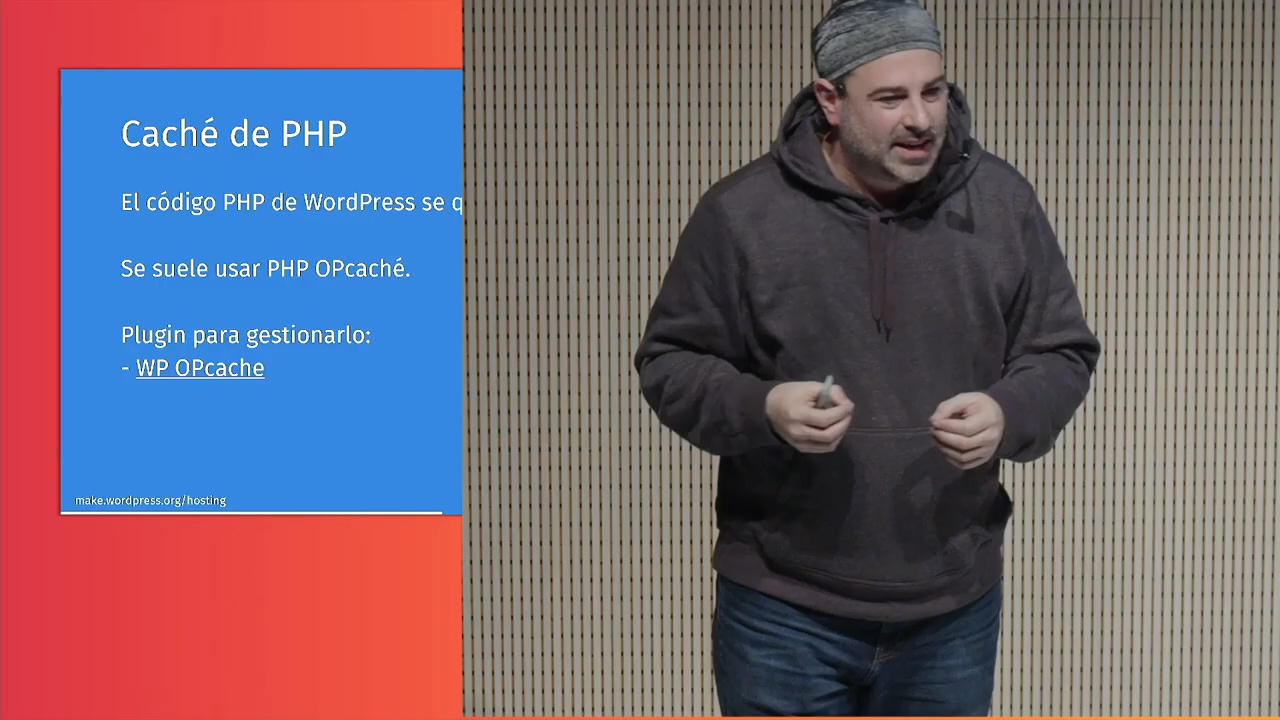 Caché de PHP
El código PHP de WordPress se q
Se suele usar PHP OPcaché.
Plugin para gestionarlo:
- WP OPcache
make.wordpress.org/hosting